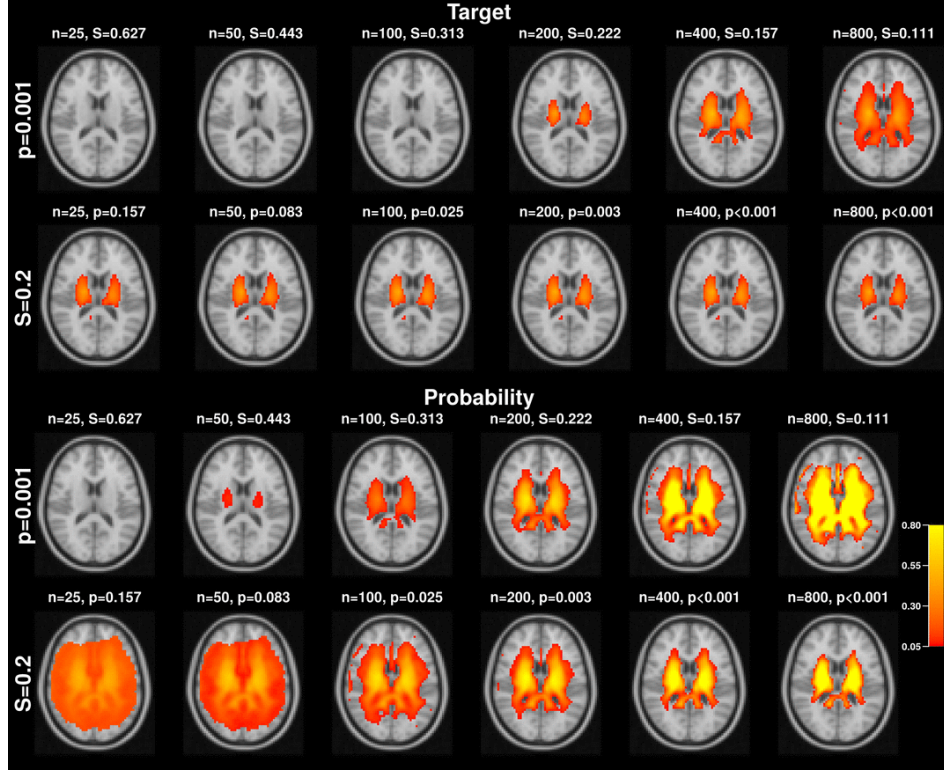 Target
n=25, S=0.627 n=50, S=0.443 n=100, S=0.313 n=200, S=0.222 n=400, S=0.157 n=800, S=0.111
p=0.001
n=25, p=0.157 n=50, p=0.083 n=100, p=0.025 n=200, p=0.003 n=400, p<0.001 n=800, p<0.001
S=0.2
Probability
n=25, S=0.627 n=50, S=0.443 n=100, S=0.313 n=200, S=0.222 n=400, S=0.157 n=800, S=0.111
p=0.001
0.80
0.55
0.30
0.05
n=25, p=0.157 n=50, p=0.083 n=100, p=0.025 n=200, p=0.003 n=400, p<0.001 n=800, p<0.001
S=0.2